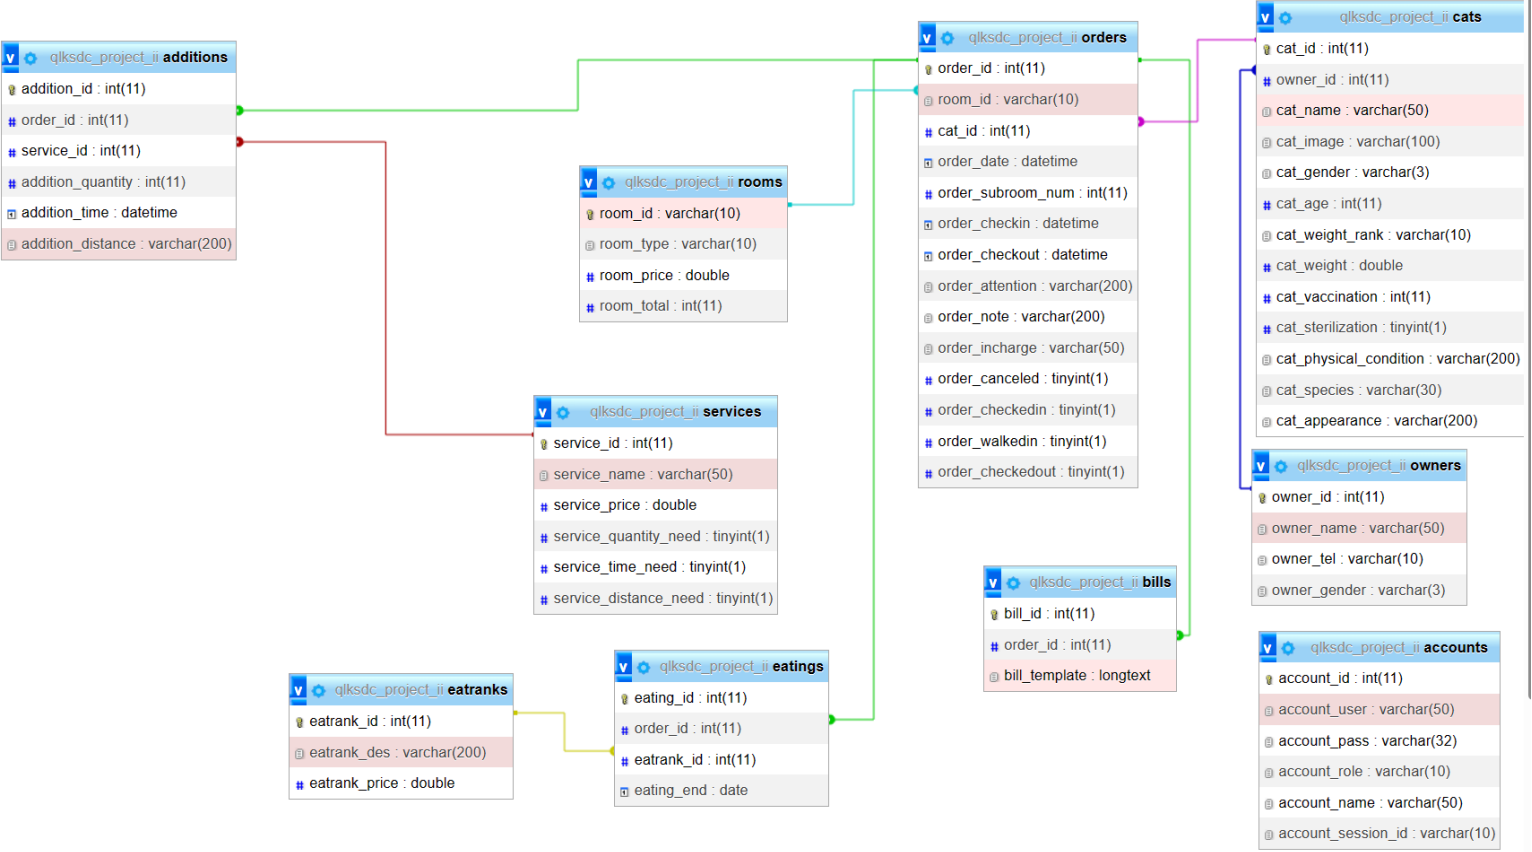 qlksdc_project_ii additions
addition_id : int(11)
order_id : int(11)
service_id : int(11)
addition_quantity : int(11)
addition_time : datetime
addition_distance : varchar(200)
qlksdc_project_ii rooms
room_id : varchar(10)
room_type : varchar(10)
room_price : double
room_total : int(11)
qlksdc_project_ii services
service_id : int(11)
service_name : varchar(50)
service_price : double
service_quantity_need : tinyint(1)
service_time_need : tinyint(1)
service_distance_need : tinyint(1)
qlksdc_project_ii eatranks
eatrank_id : int(11)
eatrank_des : varchar(200)
eatrank_price : double
qlksdc_project_ii eatings
eating_id : int(11)
order_id : int(11)
eatrank_id : int(11)
eating_end : date
qlksdc_project_ii orders
order_id : int(11)
room_id : varchar(10)
cat_id : int(11)
order_date : datetime
order_subroom_num : int(11)
order_checkin : datetime
order_checkout : datetime
order_attention : varchar(200)
order_note : varchar(200)
order_incharge : varchar(50)
order_canceled : tinyint(1)
order_checkedin : tinyint(1)
order_walkedin : tinyint(1)
order_checkedout : tinyint(1)
qlksdc_project_ii bills
bill_id : int(11)
order_id : int(11)
bill_template : longtext
qlksdc_project_ii cats
cat_id : int(11)
owner_id : int(11)
cat_name : varchar(50)
cat_image : varchar(100)
cat_gender : varchar(3)
cat_age : int(11)
cat_weight_rank : varchar(10)
cat_weight : double
cat_vaccination : int(11)
cat_sterilization : tinyint(1)
cat_physical_condition : varchar(200)
cat_species : varchar(30)
cat_appearance : varchar(200)
qlksdc_project_ii owners
owner_id : int(11)
owner_name : varchar(50)
owner_tel : varchar(10)
owner_gender : varchar(3)
qlksdc_project_ii accounts
account_id : int(11)
account_user : varchar(50)
account_pass : varchar(32)
account_role : varchar(10)
account_name : varchar(50)
account_session_id : varchar(10)